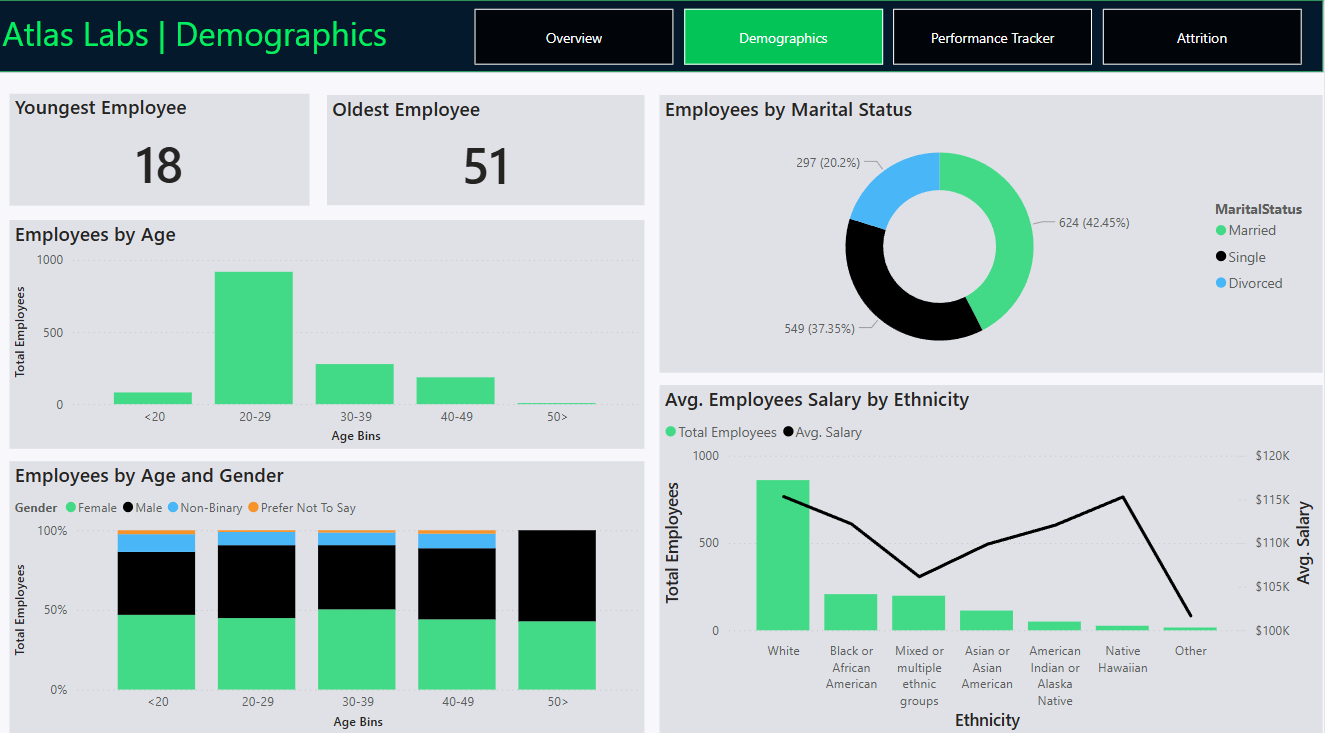 Atlas Labs | Demographics
Overview
Demographics
Performance Tracker
Attrition
Youngest Employee
18
Oldest Employee
51
Employees by Age
Total Employees
1000
500
0
<20
20-29
30-39
40-49
50>
Age Bins
Employees by Age and Gender
Gender Female Male Non-Binary Prefer Not To Say
Total Employees
100%
50%
0%
<20
20-29
30-39
40-49
50>
Age Bins
Employees by Marital Status
297 (20.2%)
624 (42.45%)
549 (37.35%)
MaritalStatus
Married
Single
Divorced
Avg. Employees Salary by Ethnicity
Total Employees Avg. Salary
Total Employees
1000
500
0
$120K
$115K
$110K
$105K
$100K
Avg. Salary
White
Black or
African
American
Mixed or
multiple
ethnic
groups
Asian or
Asian
American
American
Indian or
Alaska
Native
Native
Hawaiian
Other
Ethnicity